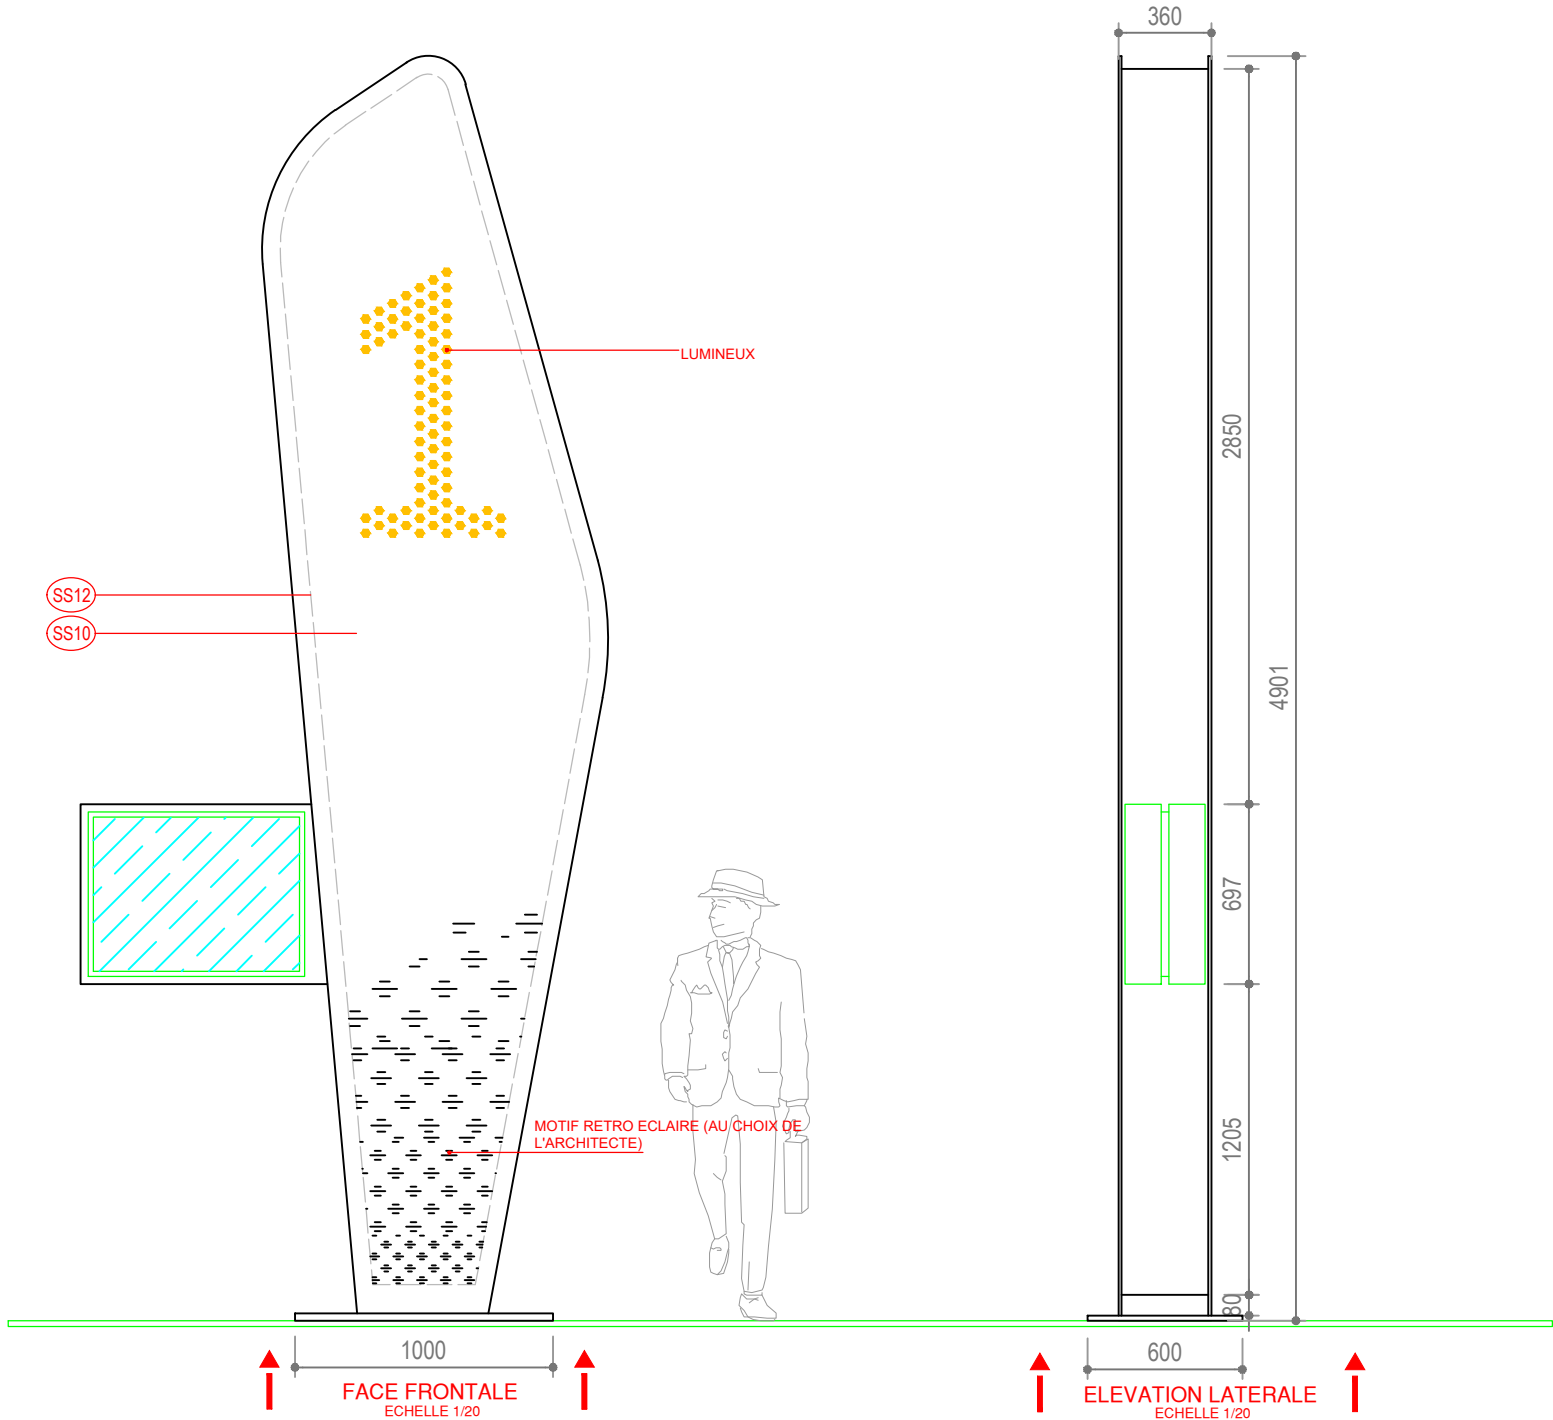 360
1
LUMINEUX
2850
SS12
SS10
4901
697
MOTIF RETRO ECLAIRE (AU CHOIX DE
L'ARCHITECTE)
1205
80
1000
600
FACE FRONTALE
ECHELLE 1/20
ELEVATION LATERALE
ECHELLE 1/20